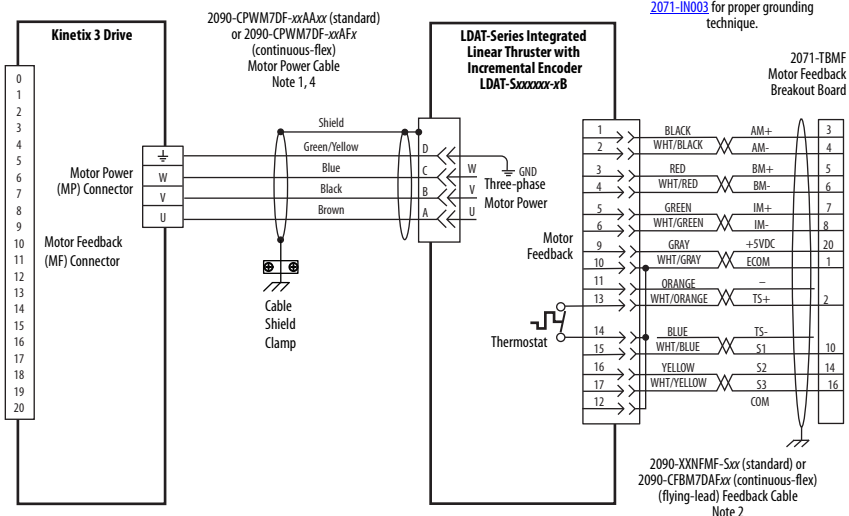 2071-IN003 for proper grounding
technique.
Kinetix 3 Drive
2090-CPWM7DF-xxAAxx (standard)
or 2090-CPWM7DF-xxAFx
(continuous-flex)
Motor Power Cable
Note 1, 4
LDAT-Series Integrated
Linear Thruster with
Incremental Encoder
LDAT-Sxxxxxx-xB
2071-TBMF
Motor Feedback
Breakout Board
0
1
2
3
4
5
6
7
8
9
10
11
12
13
14
15
16
17
18
19
20
Motor Power
(MP) Connector
W
V
U
Motor Feedback
(MF) Connector
Shield
Green/Yellow
Blue
Black
Brown
Cable
Shield
Clamp
D
C
B
A
W
V
U
GND
Three-phase
Motor Power
Motor
Feedback
Thermostat
1 BLACK AM+ 3
2 WHT/BLACK AM- 4
3 RED BM+ 5
4 WHT/RED BM- 6
5 GREEN IM+ 7
6 WHT/GREEN IM- 8
9 GRAY +5VDC 20
10 WHT/GRAY ECOM 1
11 ORANGE –
13 WHT/ORANGE TS+ 2
14 BLUE TS-
15 WHT/BLUE S1 10
16 YELLOW S2 14
17 WHT/YELLOW S3 16
12 COM
2090-XXNFMF-Sxx (standard) or
2090-CFBM7DAFxx (continuous-flex)
(flying-lead) Feedback Cable
Note 2